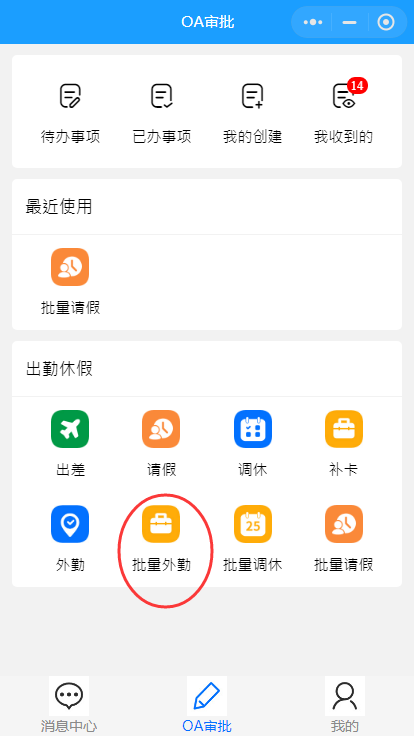 OA审批
14
待办事项 已办事项 我的创建 我收到的
最近使用
批量请假
出勤休假
出差 请假 调休 补卡
25
外勤 批量外勤 批量调休 批量请假
消息中心 OA审批 我的